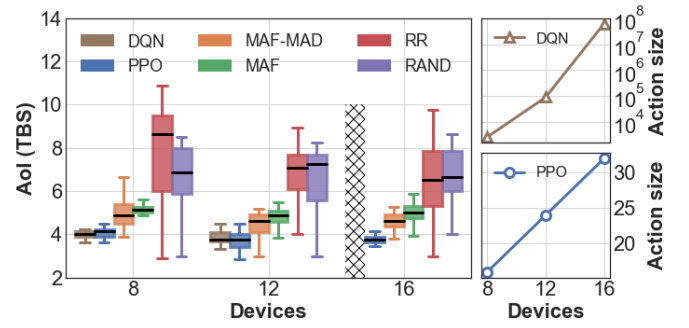 14
12
10
8
6
4
2
AoI (TBS)
DQN
PPO
MAF-MAD
MAF
RR
RAND
8
12
16
Devices
DQN
10^8
10^7
10^6
10^5
10^4
Action size
PPO
30
25
20
Action size
8
12
16
Devices